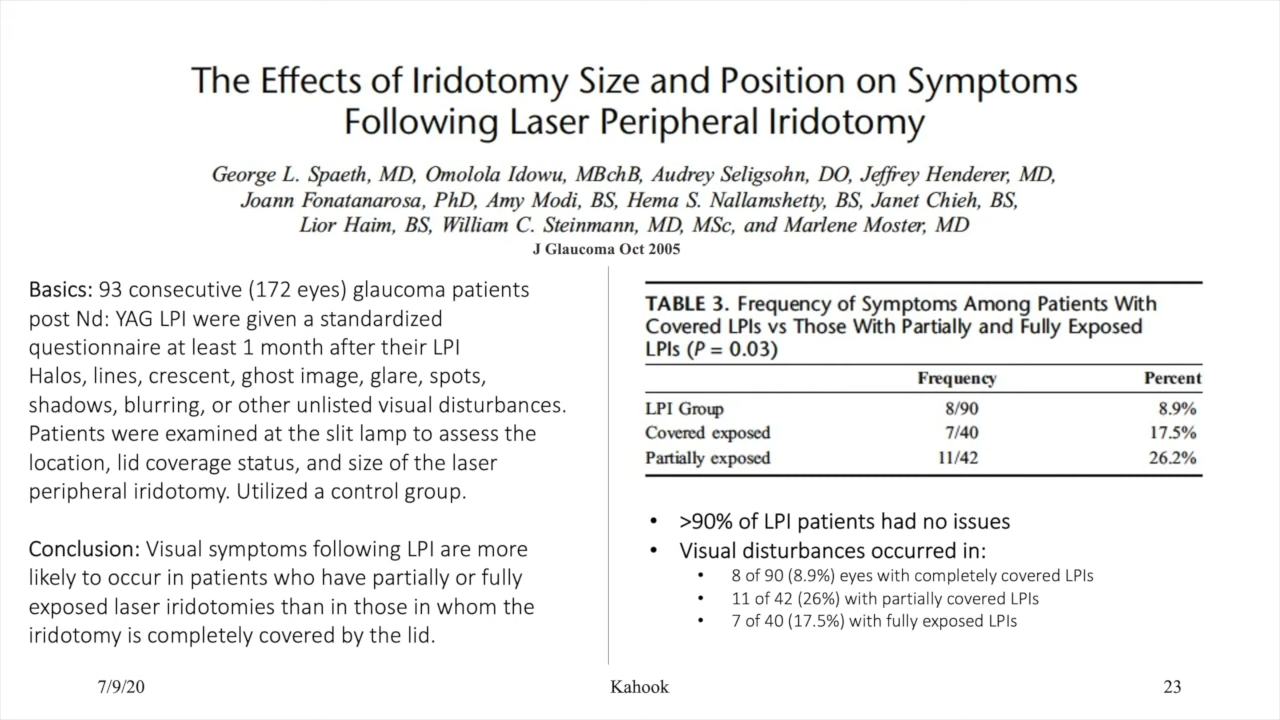 The Effects of Iridotomy Size and Position on Symptoms
Following Laser Peripheral Iridotomy
George L. Spaeth, MD, Omolola Idowu, MBchB, Audrey Seligsohn, DO, Jeffrey Henderer, MD,
Joann Fonatanarosa, PhD, Amy Modi, BS, Hema S. Nallamshetty, BS, Janet Chieh, BS,
Lior Haim, BS, William C. Steinmann, MD, MSc, and Marlene Moster, MD
J Glaucoma Oct 2005
Basics: 93 consecutive (172 eyes) glaucoma patients
post Nd: YAG LPI were given a standardized
questionnaire at least 1 month after their LPI
Halos, lines, crescent, ghost image, glare, spots,
shadows, blurring, or other unlisted visual disturbances.
Patients were examined at the slit lamp to assess the
location, lid coverage status, and size of the laser
peripheral iridotomy. Utilized a control group.
Conclusion: Visual symptoms following LPI are more
likely to occur in patients who have partially or fully
exposed laser iridotomies than in those in whom the
iridotomy is completely covered by the lid.
TABLE 3. Frequency of Symptoms Among Patients With
Covered LPIs vs Those With Partially and Fully Exposed
LPIs (P = 0.03)
Frequency Percent
LPI Group 8/90 8.9%
Covered exposed 7/40 17.5%
Partially exposed 11/42 26.2%
• >90% of LPI patients had no issues
• Visual disturbances occurred in:
• 8 of 90 (8.9%) eyes with completely covered LPIs
• 11 of 42 (26%) with partially covered LPIs
• 7 of 40 (17.5%) with fully exposed LPIs
7/9/20 Kahook 23